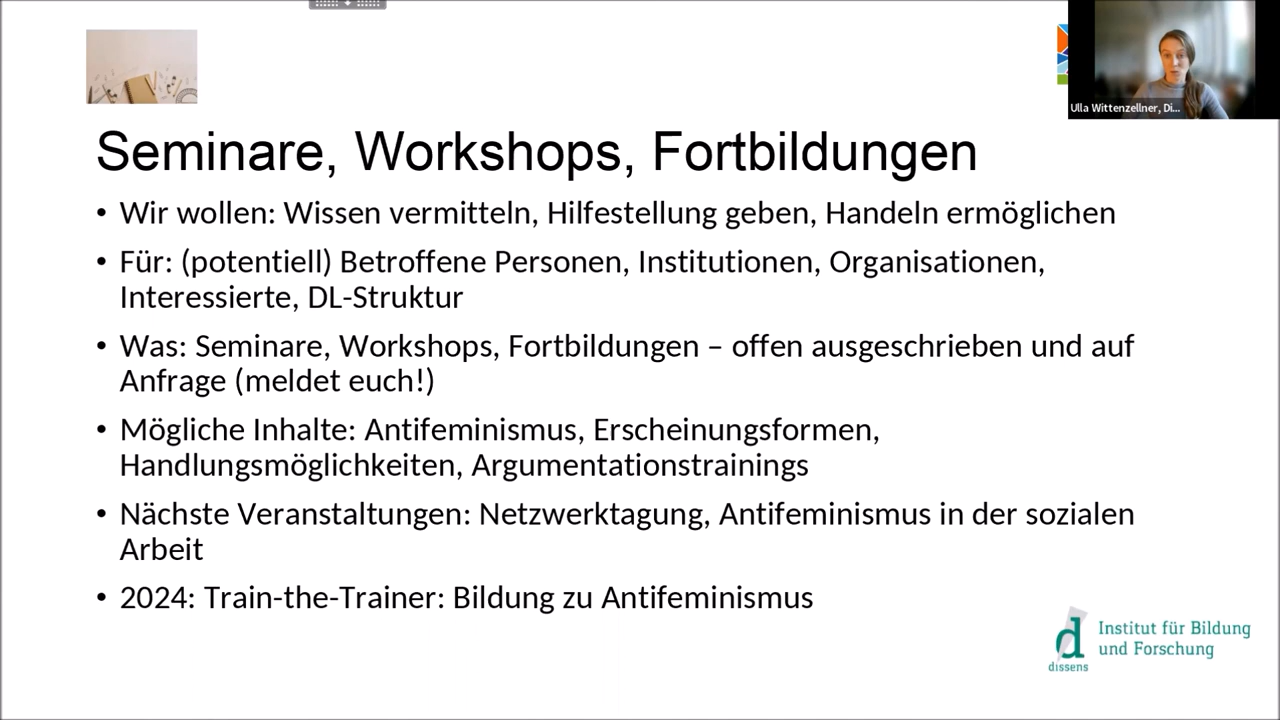 Ulla Wittenzellner, Di...
Seminare, Workshops, Fortbildungen
• Wir wollen: Wissen vermitteln, Hilfestellung geben, Handeln ermöglichen
• Für: (potentiell) Betroffene Personen, Institutionen, Organisationen,
Interessierte, DL-Struktur
• Was: Seminare, Workshops, Fortbildungen – offen ausgeschrieben und auf
Anfrage (meldet euch!)
• Mögliche Inhalte: Antifeminismus, Erscheinungsformen,
Handlungsmöglichkeiten, Argumentationstrainings
• Nächste Veranstaltungen: Netzwerktagung, Antifeminismus in der sozialen
Arbeit
• 2024: Train-the-Trainer: Bildung zu Antifeminismus
d
dissens
Institut für Bildung
und Forschung